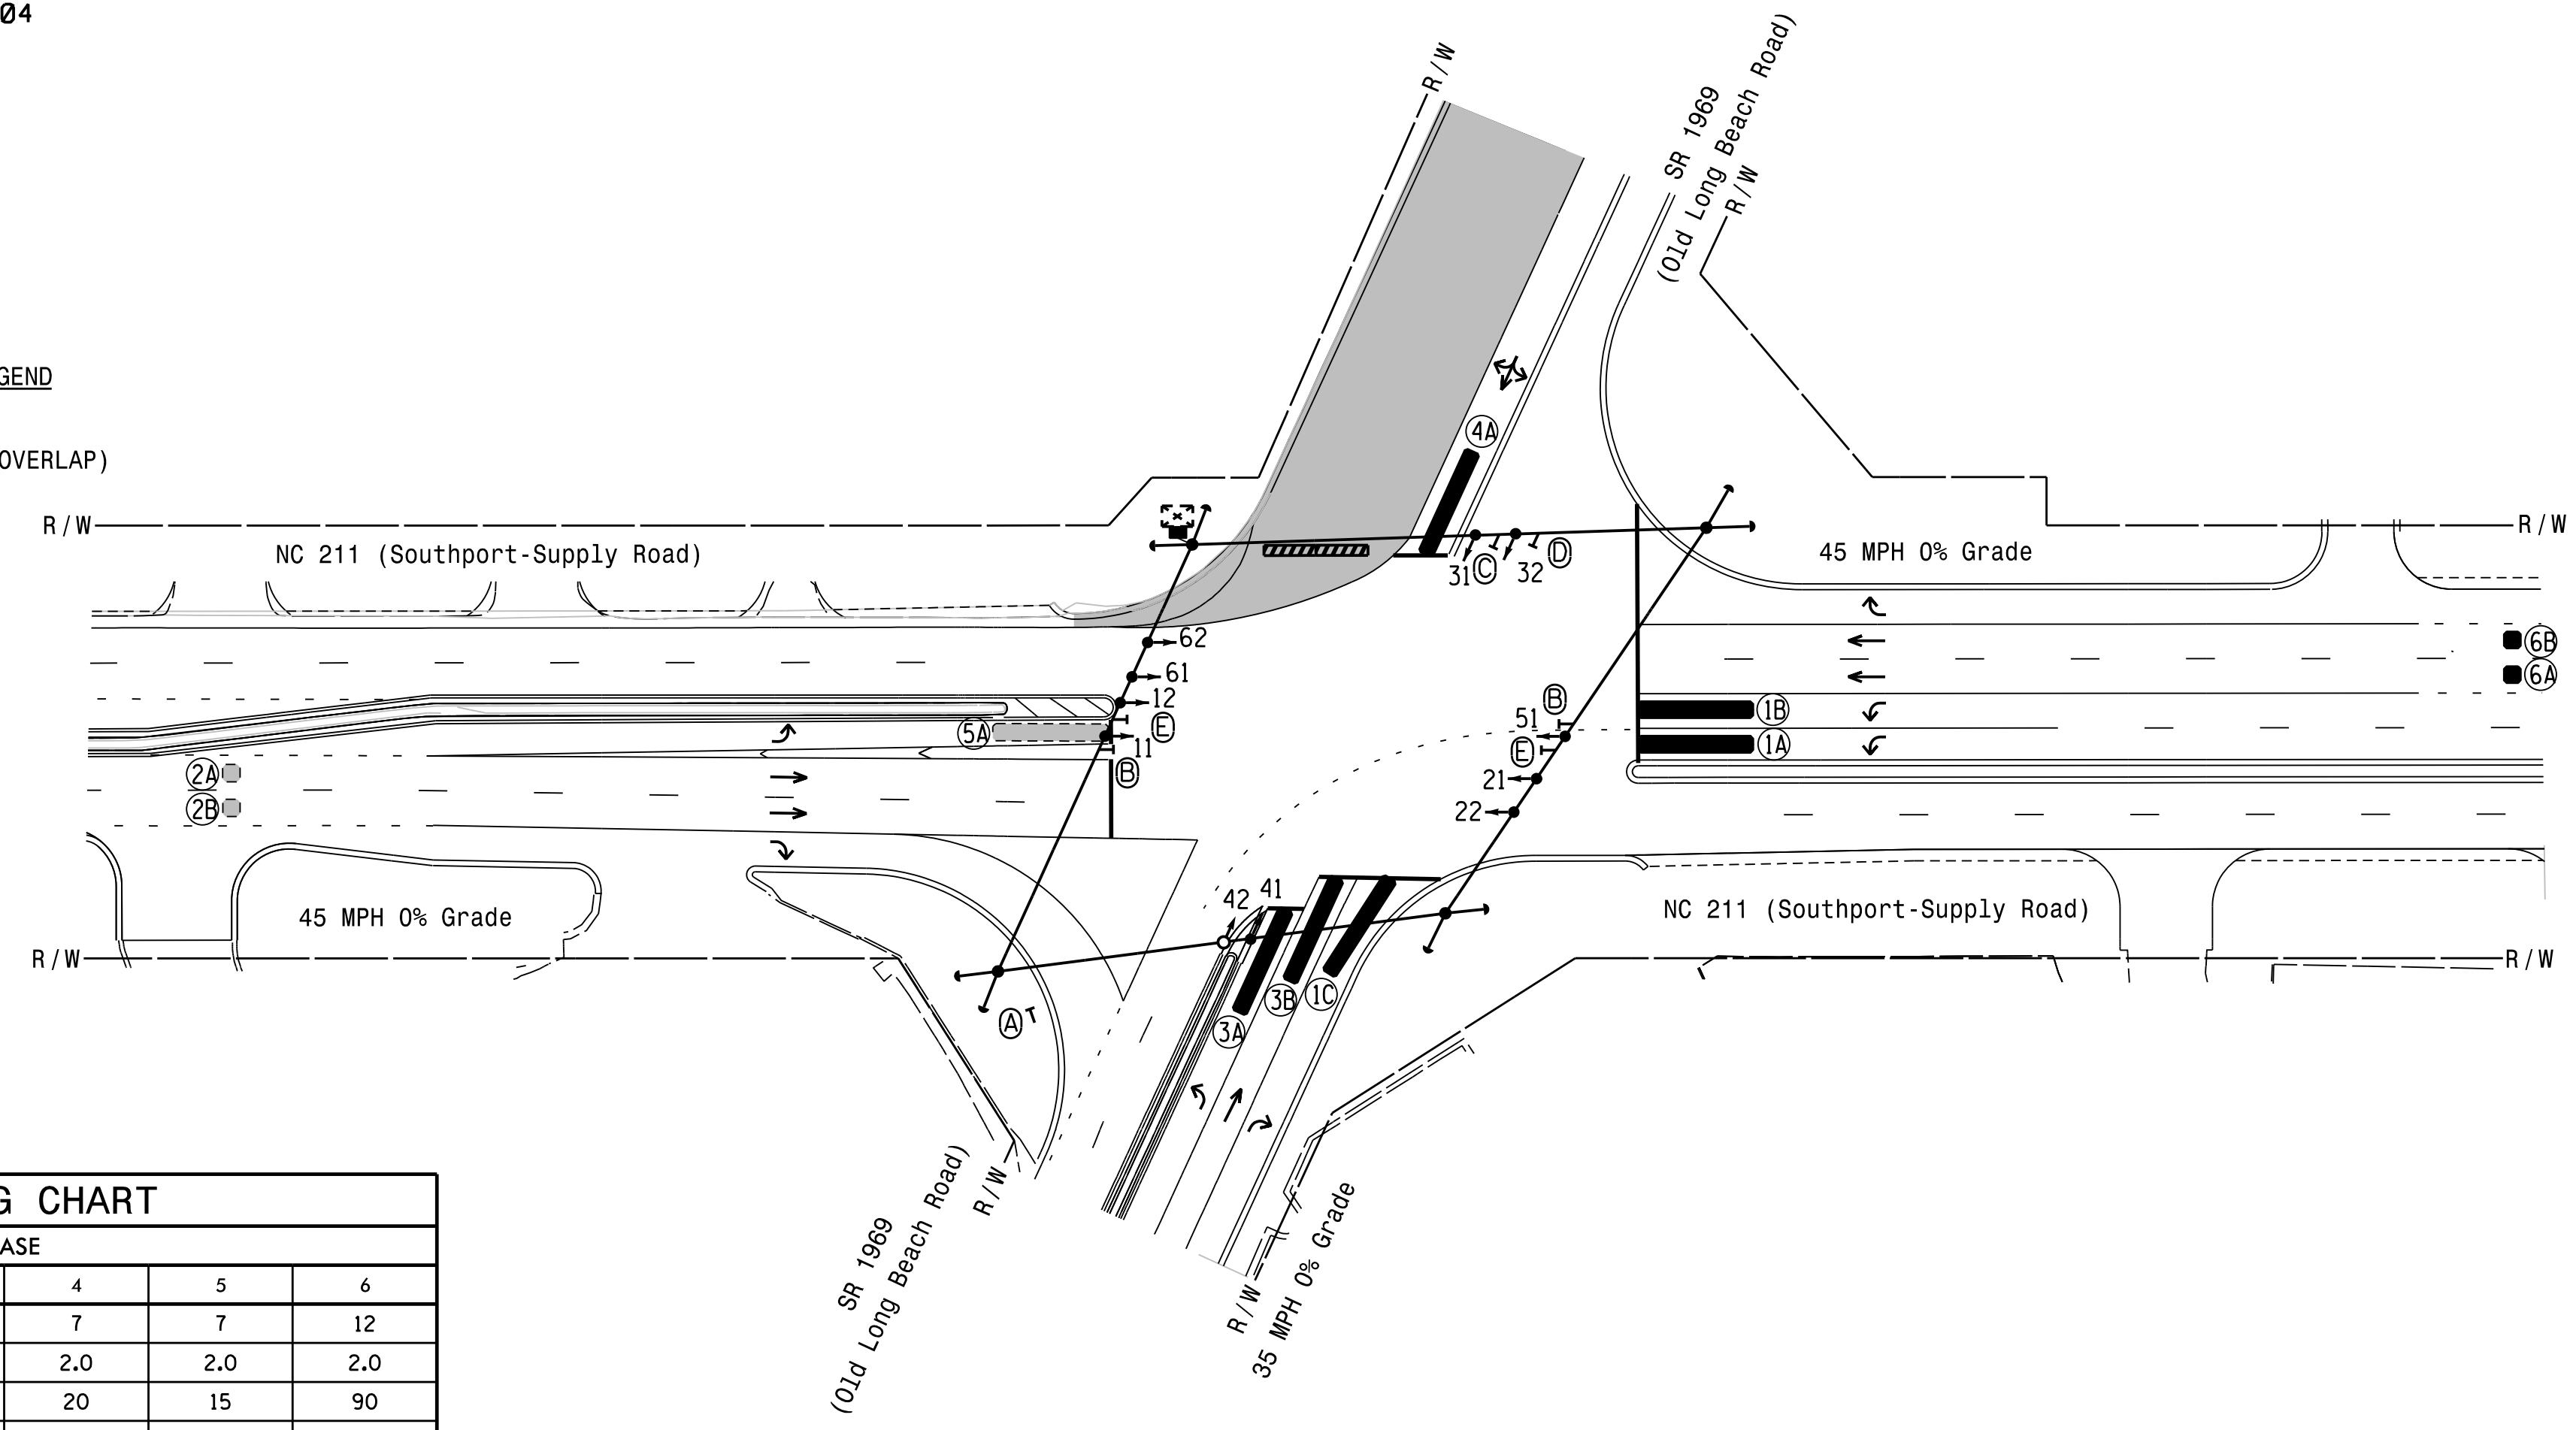 04
GEND
OVERLAP)
R/W
SR 1969
(Old Long Beach Road)
R/W
4A
R/W
NC 211 (Southport-Supply Road)
31 C 32 D
45 MPH 0% Grade
R/W
62
61
12
E
11
B
5A
2A
2B
B
51
E
21
22
1B
1A
6B
6A
45 MPH 0% Grade
42 41
NC 211 (Southport-Supply Road)
R/W
R/W
A
3A
3B
1C
SR 1969
(Old Long Beach Road)
R/W
R/W
35 MPH 0% Grade
G CHART
ASE
4 5 6
7 7 12
2.0 2.0 2.0
20 15 90